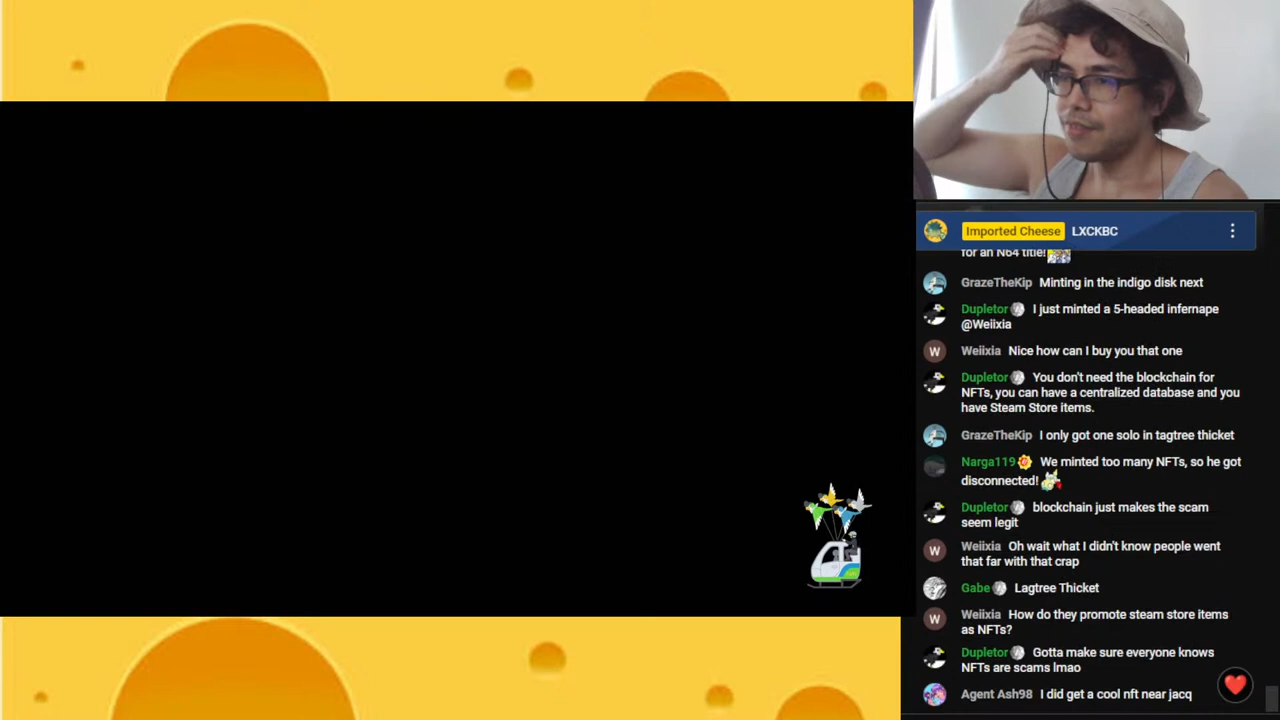 Imported Cheese LXCKBC
for an N64 title!
GrazeTheKip Minting in the indigo disk next
Dupletor I just minted a 5-headed infernape
@Weiixia
W Weiixia Nice how can I buy you that one
Dupletor You don't need the blockchain for
NFTs, you can have a centralized database and you
have Steam Store items.
GrazeTheKip I only got one solo in tagtree thicket
Narga119 We minted too many NFTs, so he got
disconnected!
Dupletor blockchain just makes the scam
seem legit
W Weiixia Oh wait what I didn't know people went
that far with that crap
Gabe Lagtree Thicket
W Weiixia How do they promote steam store items
as NFTs?
Dupletor Gotta make sure everyone knows
NFTs are scams lmao
Agent Ash98 I did get a cool nft near jacq